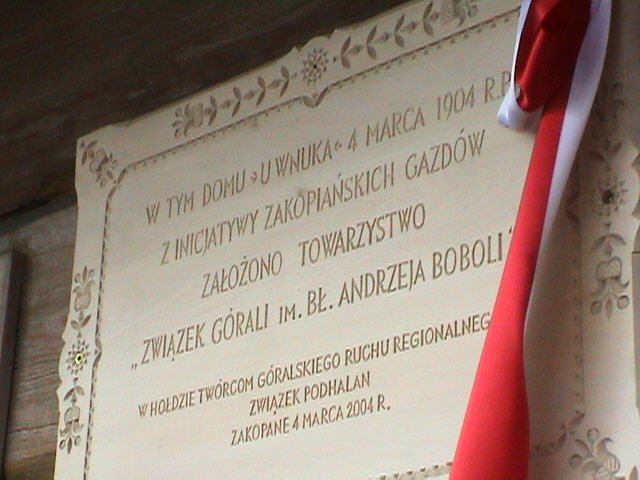 W TYM DOMU »U WNUKA« 4 MARCA 1904 R.P.
Z INICJATYWY ZAKOPIAŃSKICH GAZDÓW
ZAŁOŻONO TOWARZYSTWO
„ZWIĄZEK GÓRALI IM. BŁ. ANDRZEJA BOBOLI”
W HOŁDZIE TWÓRCOM GÓRALSKIEGO RUCHU REGIONALNEG
ZWIĄZEK PODHALAN
ZAKOPANE 4 MARCA 2004 R.